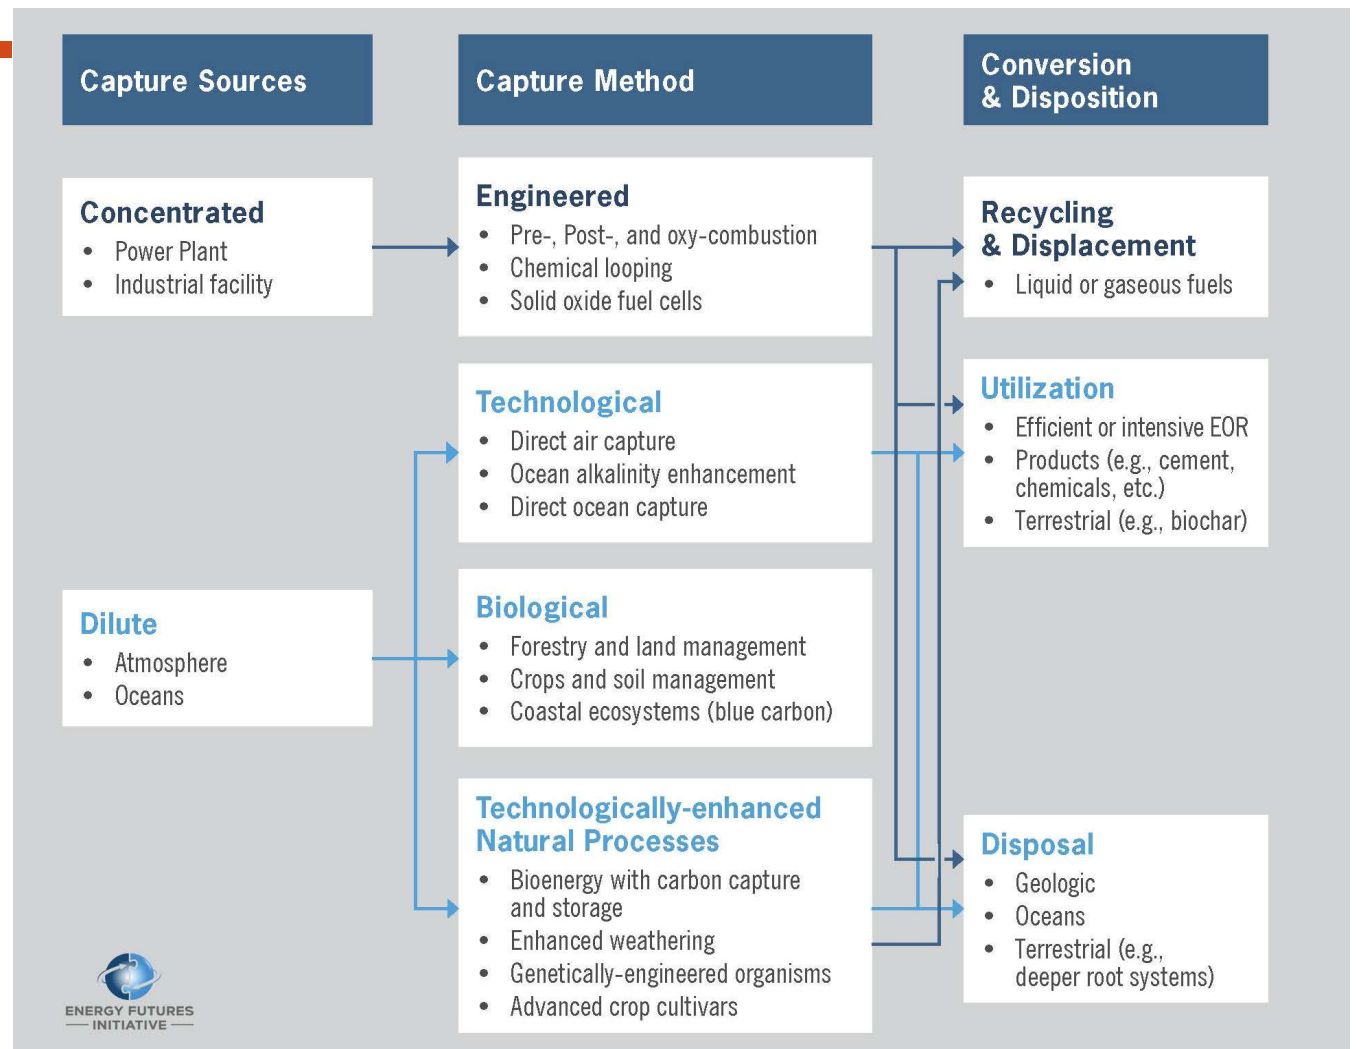 Capture Sources
Capture Method
Conversion
& Disposition
Concentrated
• Power Plant
• Industrial facility
Engineered
• Pre-, Post-, and oxy-combustion
• Chemical looping
• Solid oxide fuel cells
Recycling
& Displacement
• Liquid or gaseous fuels
Technological
• Direct air capture
• Ocean alkalinity enhancement
• Direct ocean capture
Utilization
• Efficient or intensive EOR
• Products (e.g., cement,
chemicals, etc.)
• Terrestrial (e.g., biochar)
Dilute
• Atmosphere
• Oceans
Biological
• Forestry and land management
• Crops and soil management
• Coastal ecosystems (blue carbon)
Technologically-enhanced
Natural Processes
• Bioenergy with carbon capture
and storage
• Enhanced weathering
• Genetically-engineered organisms
• Advanced crop cultivars
Disposal
• Geologic
• Oceans
• Terrestrial (e.g.,
deeper root systems)
ENERGY FUTURES
INITIATIVE